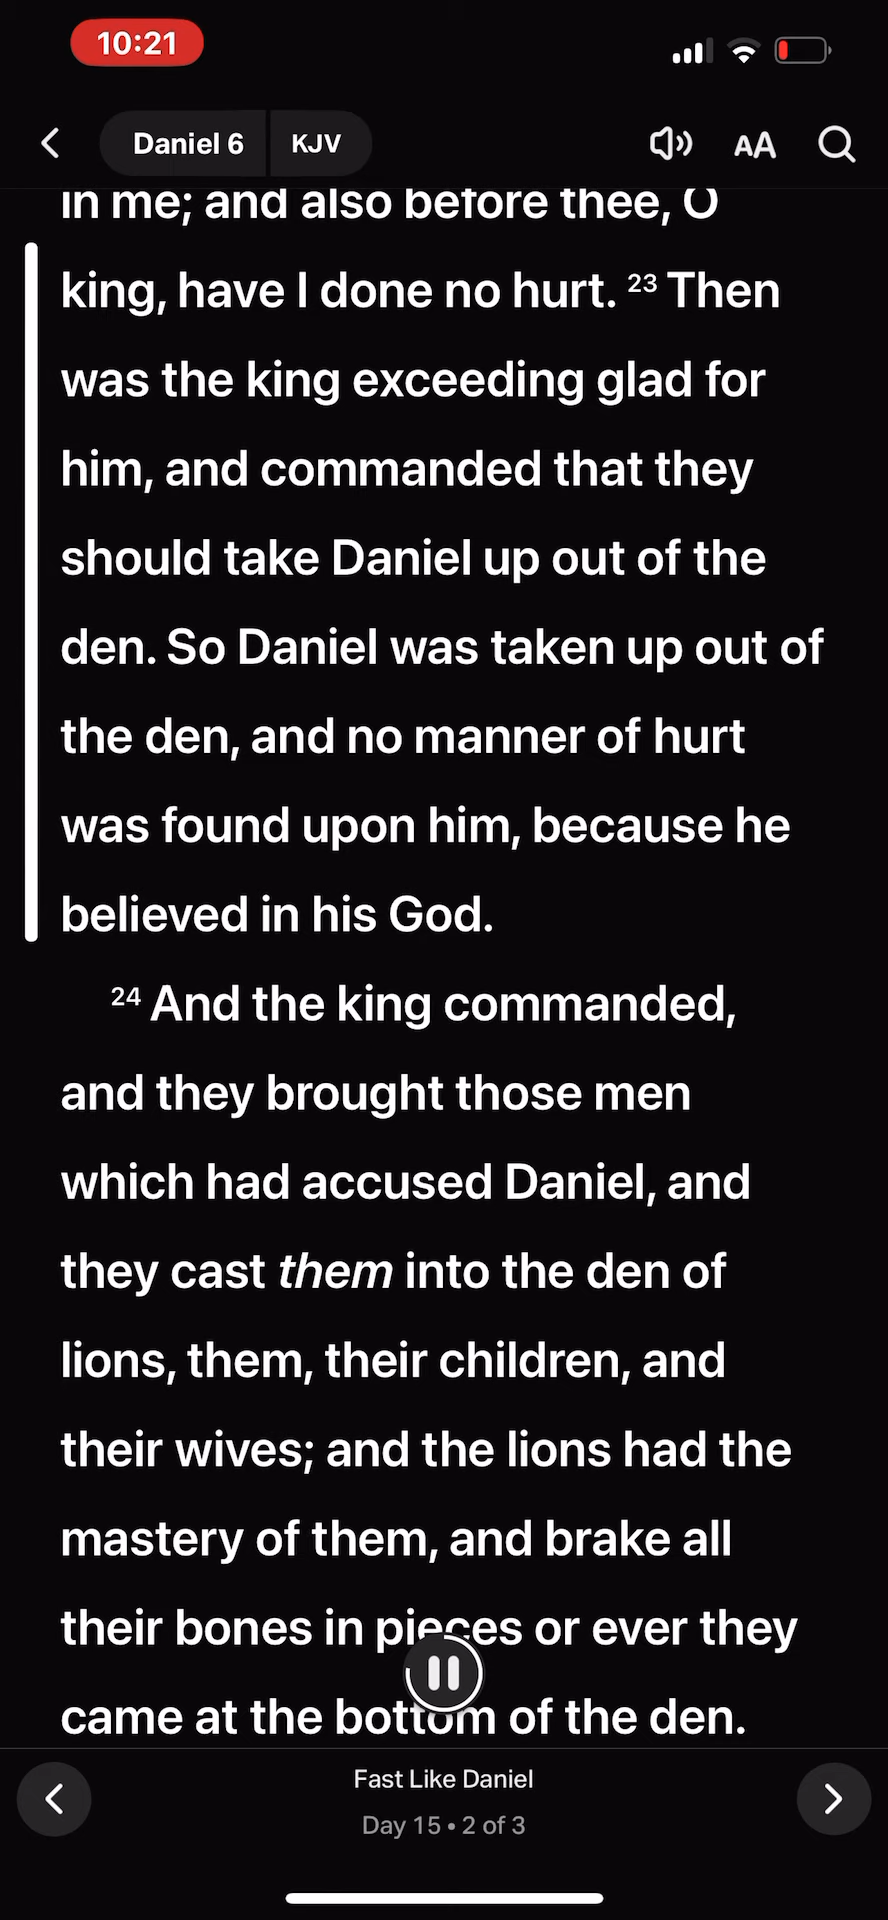 10:21
Daniel 6 KJV AA
in me; and also before thee, O
king, have I done no hurt. 23 Then
was the king exceeding glad for
him, and commanded that they
should take Daniel up out of the
den. So Daniel was taken up out of
the den, and no manner of hurt
was found upon him, because he
believed in his God.
24 And the king commanded,
and they brought those men
which had accused Daniel, and
they cast them into the den of
lions, them, their children, and
their wives; and the lions had the
mastery of them, and brake all
their bones in pieces or ever they
came at the bottom of the den.
Fast Like Daniel
Day 15 • 2 of 3